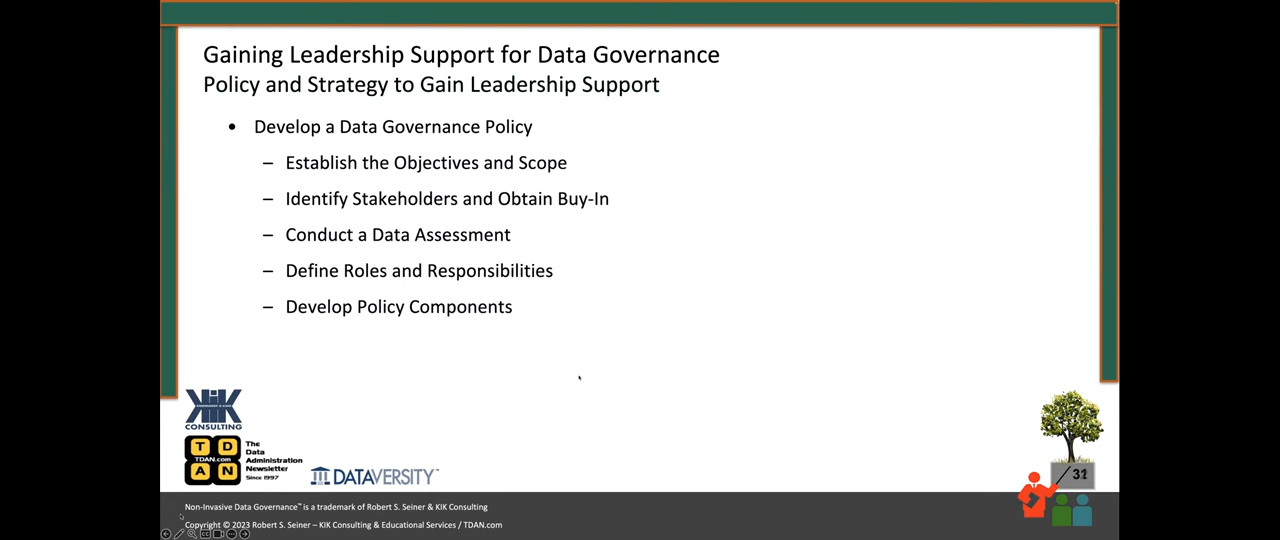 Gaining Leadership Support for Data Governance
Policy and Strategy to Gain Leadership Support
• Develop a Data Governance Policy
– Establish the Objectives and Scope
– Identify Stakeholders and Obtain Buy-In
– Conduct a Data Assessment
– Define Roles and Responsibilities
– Develop Policy Components
KIK
CONSULTING
T D
TDAN.com
A N
The
Data
Administration
Newsletter
Since 1997
DATAVERSITY™
31
Non-Invasive Data Governance™ is a trademark of Robert S. Seiner & KIK Consulting
Copyright © 2023 Robert S. Seiner – KIK Consulting & Educational Services / TDAN.com